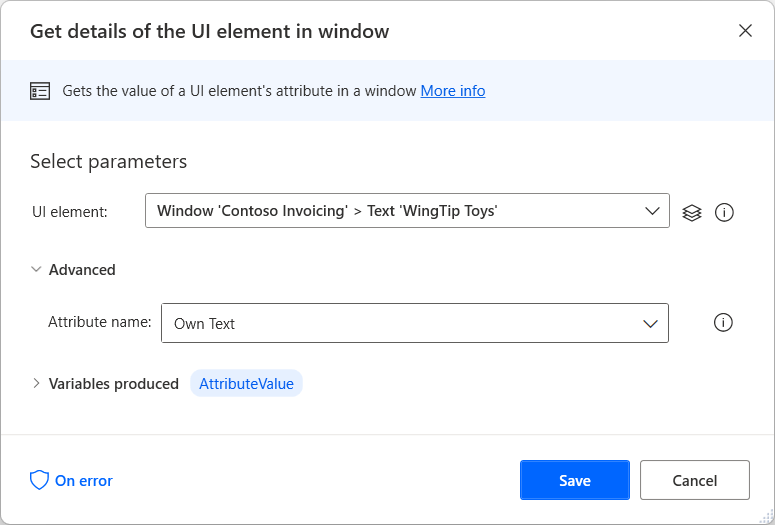 Get details of the UI element in window
Gets the value of a UI element's attribute in a window More info
Select parameters
UI element: Window 'Contoso Invoicing' > Text 'WingTip Toys'
Advanced
Attribute name: Own Text
Variables produced AttributeValue
On error Save Cancel